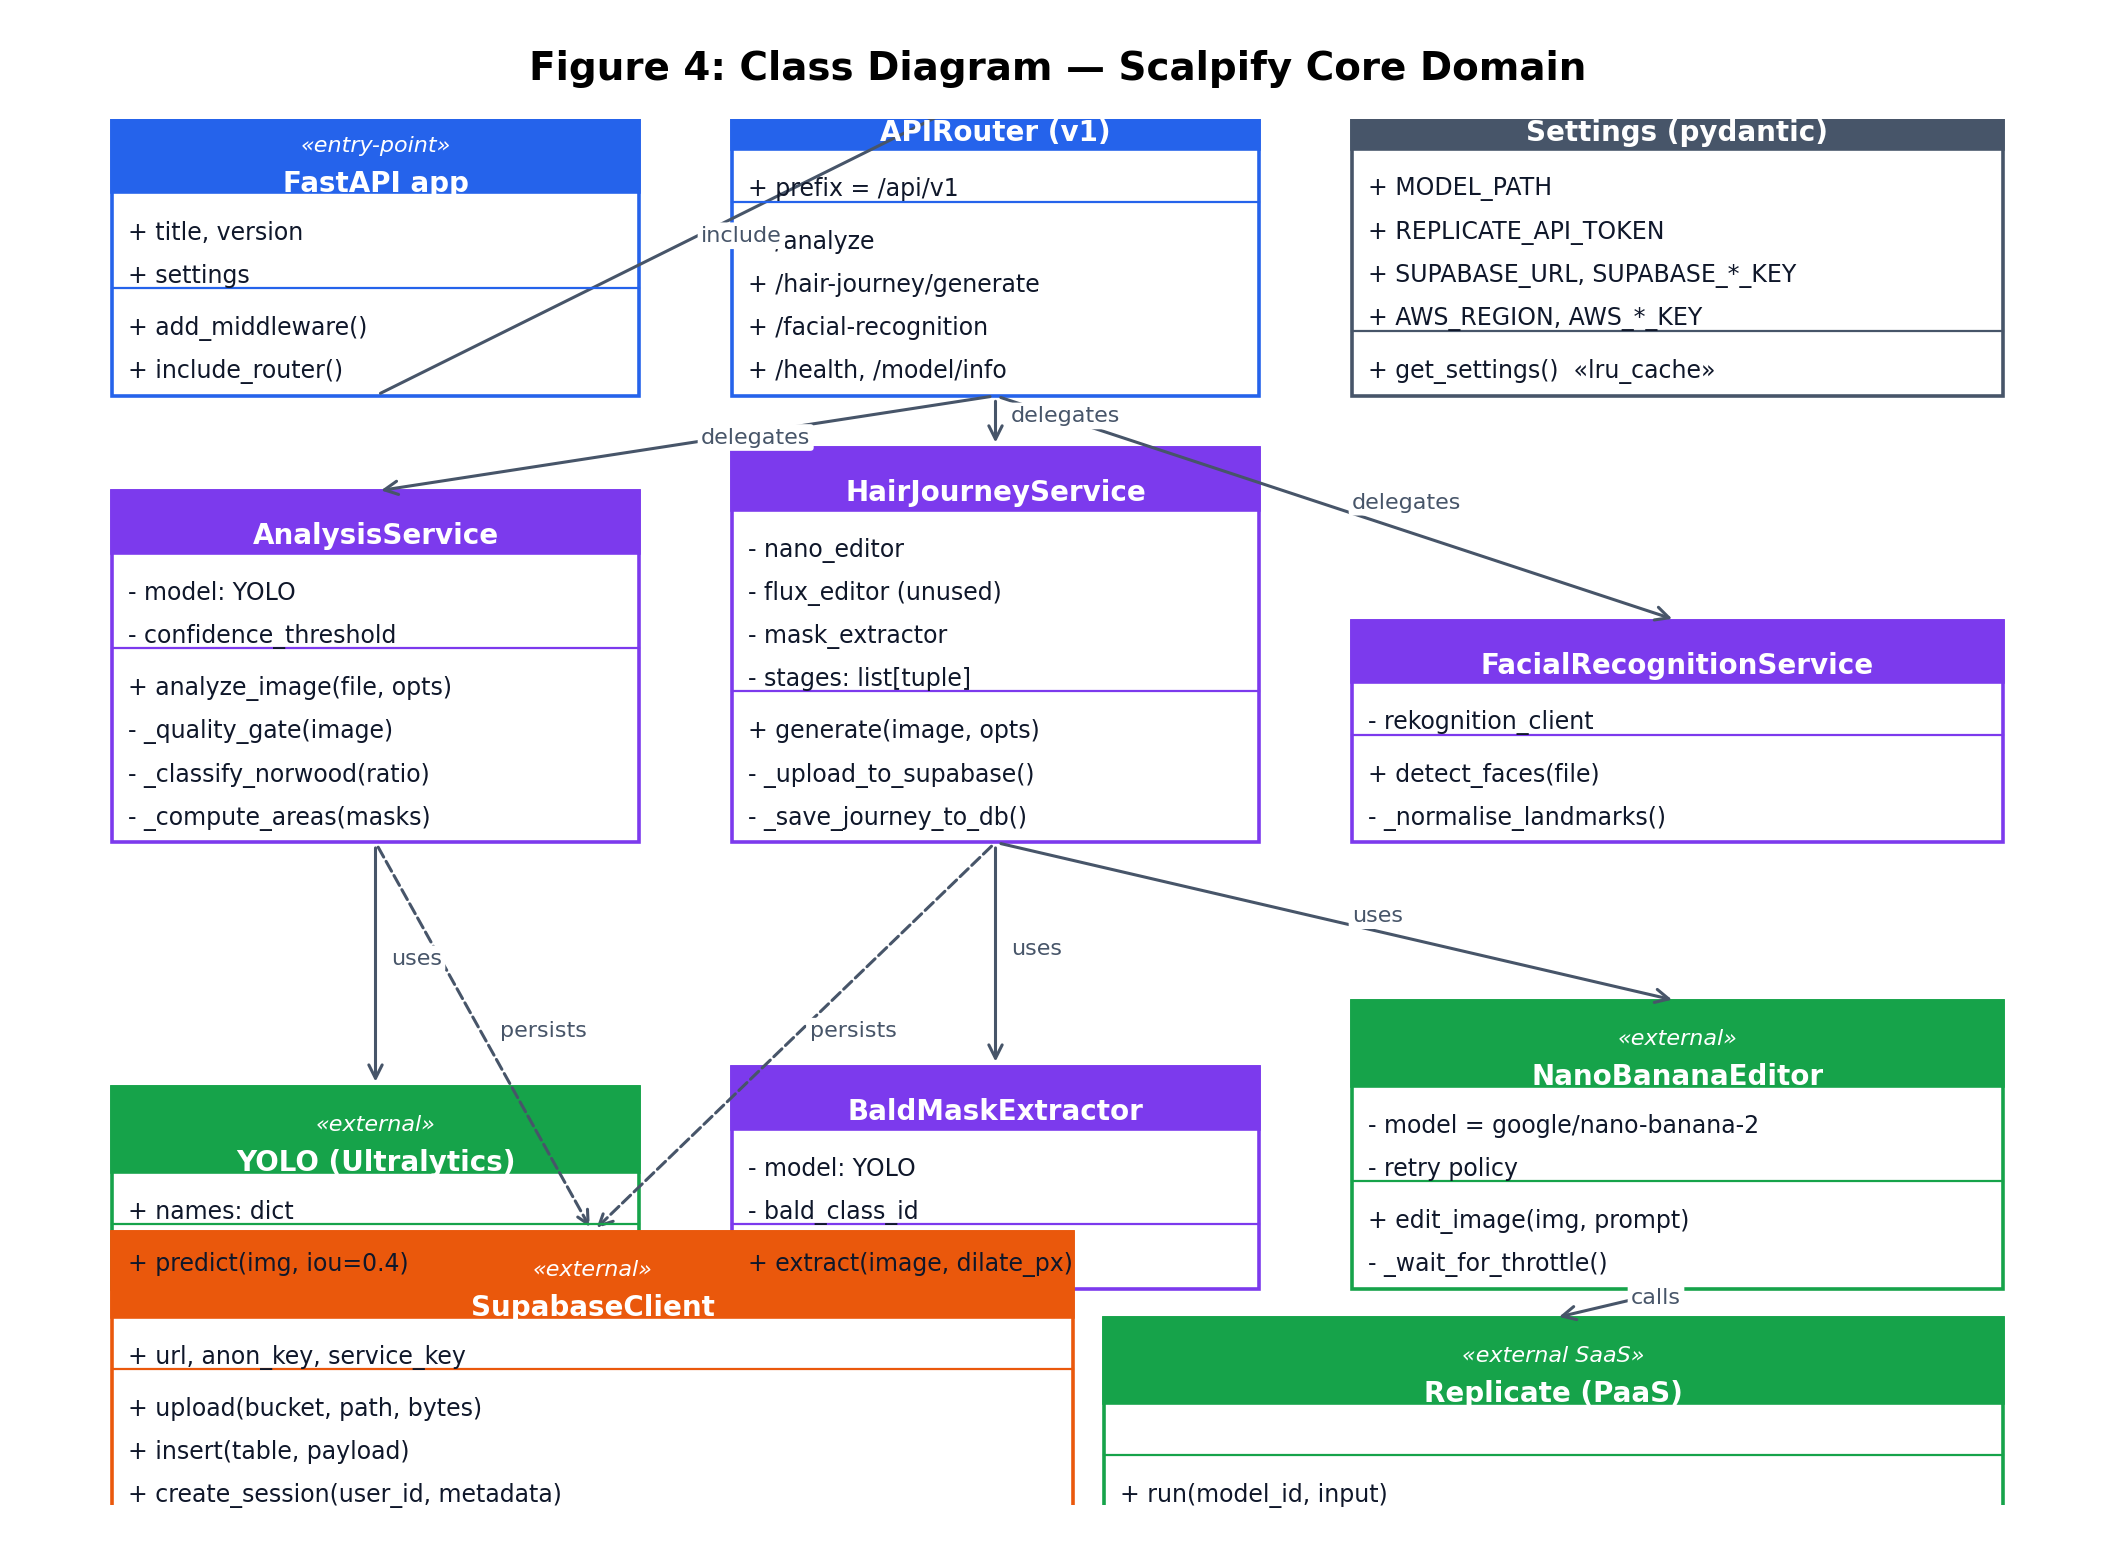 Figure 4: Class Diagram — Scalpify Core Domain
«entry-point»
FastAPI app
+ title, version
+ settings
+ add_middleware()
+ include_router()
include
APIRouter (v1)
+ prefix = /api/v1
analyze
+ /hair-journey/generate
+ /facial-recognition
+ /health, /model/info
Settings (pydantic)
+ MODEL_PATH
+ REPLICATE_API_TOKEN
+ SUPABASE_URL, SUPABASE_*_KEY
+ AWS_REGION, AWS_*_KEY
+ get_settings()  «lru_cache»
delegates
delegates
delegates
AnalysisService
- model: YOLO
- confidence_threshold
+ analyze_image(file, opts)
- _quality_gate(image)
- _classify_norwood(ratio)
- _compute_areas(masks)
HairJourneyService
- nano_editor
- flux_editor (unused)
- mask_extractor
- stages: list[tuple]
+ generate(image, opts)
- _upload_to_supabase()
- _save_journey_to_db()
FacialRecognitionService
- rekognition_client
+ detect_faces(file)
- _normalise_landmarks()
uses
persists
persists
uses
uses
«external»
YOLO (Ultralytics)
+ names: dict
+ predict(img, iou=0.4)
BaldMaskExtractor
- model: YOLO
- bald_class_id
+ extract(image, dilate_px)
«external»
NanoBananaEditor
- model = google/nano-banana-2
- retry policy
+ edit_image(img, prompt)
- _wait_for_throttle()
calls
«external»
SupabaseClient
+ url, anon_key, service_key
+ upload(bucket, path, bytes)
+ insert(table, payload)
+ create_session(user_id, metadata)
«external SaaS»
Replicate (PaaS)
+ run(model_id, input)